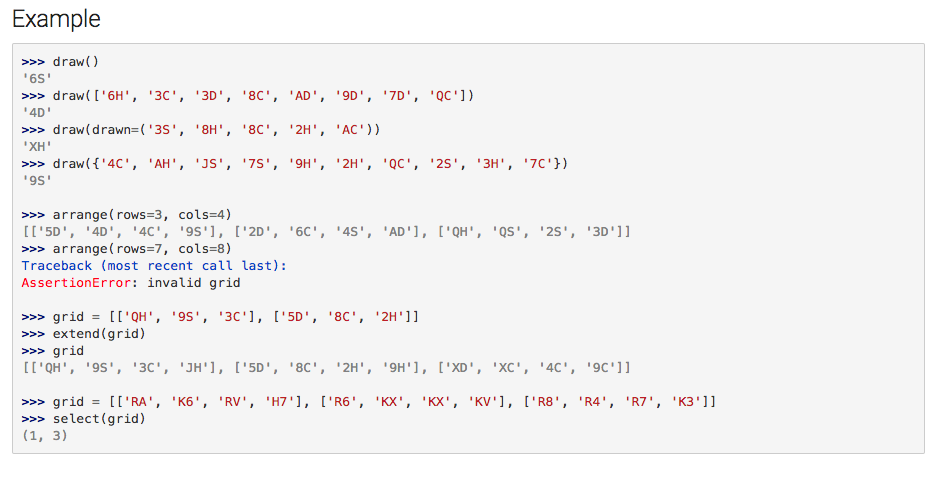 Example
>>> draw()
'6S'
>>> draw(['6H', '3C', '3D', '8C', 'AD', '9D', '7D', 'QC'])
'4D'
>>> draw(drawn=('3S', '8H', '8C', '2H', 'AC'))
'XH'
>>> draw({'4C', 'AH', 'JS', '7S', '9H', '2H', 'QC', '2S', '3H', '7C'})
'9S'
>>> arrange(rows=3, cols=4)
[['5D', '4D', '4C', '9S'], ['2D', '6C', '4S', 'AD'], ['QH', 'QS', '2S', '3D']]
>>> arrange(rows=7, cols=8)
Traceback (most recent call last):
AssertionError: invalid grid
>>> grid = [['QH', '9S', '3C'], ['5D', '8C', '2H']]
>>> extend(grid)
>>> grid
[['QH', '9S', '3C', 'JH'], ['5D', '8C', '2H', '9H'], ['XD', 'XC', '4C', '9C']]
>>> grid = [['RA', 'K6', 'RV', 'H7'], ['R6', 'KX', 'KX', 'KV'], ['R8', 'R4', 'R7', 'K3']]
>>> select(grid)
(1, 3)